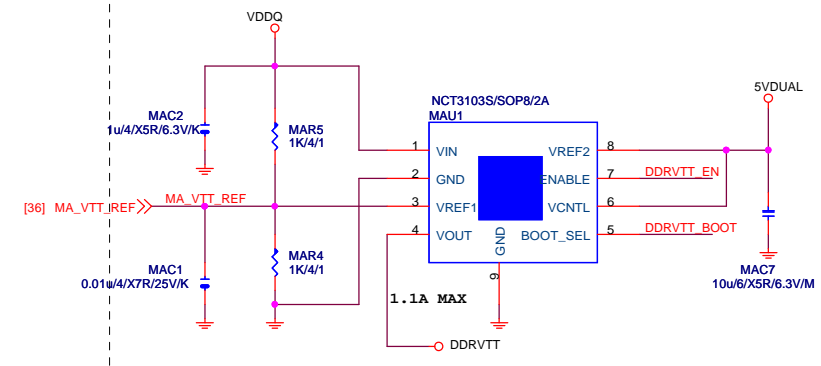 VDDQ
5VDUAL
NCT3103S/SOP8/2A
MAU1
MAC2
1u/4/X5R/6.3V/K
MAR5
1K/4/1
1 VIN
VREF2 8
2 GND
ENABLE 7 DDRVTT_EN
[36] MA_VTT_REF MA_VTT_REF
3 VREF1
VCNTL 6
4 VOUT
BOOT_SEL 5 DDRVTT_BOOT
GND
9
MAR4
1K/4/1
MAC1
0.01u/4/X7R/25V/K
MAC7
10u/6/X5R/6.3V/M
1.1A MAX
DDRVTT